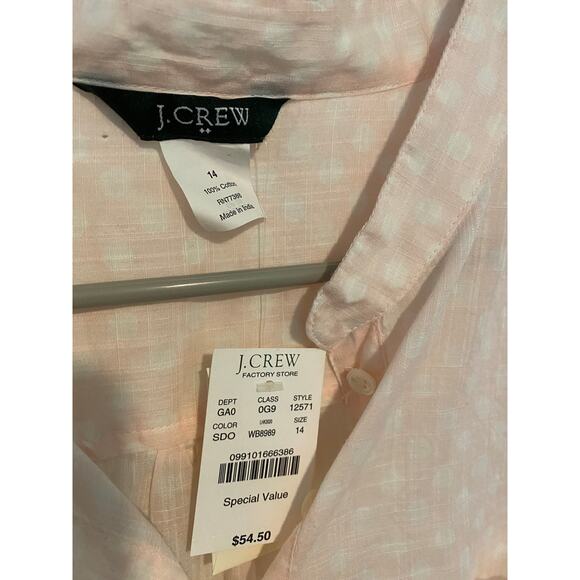 J.CREW
14
100% Cotton
RN77388
Made in India
J.CREW
FACTORY STORE
DEPT CLASS STYLE
GA0 0G9 12571
COLOR SIZE
SDO WB8989 14
099101666386
Special Value
$54.50